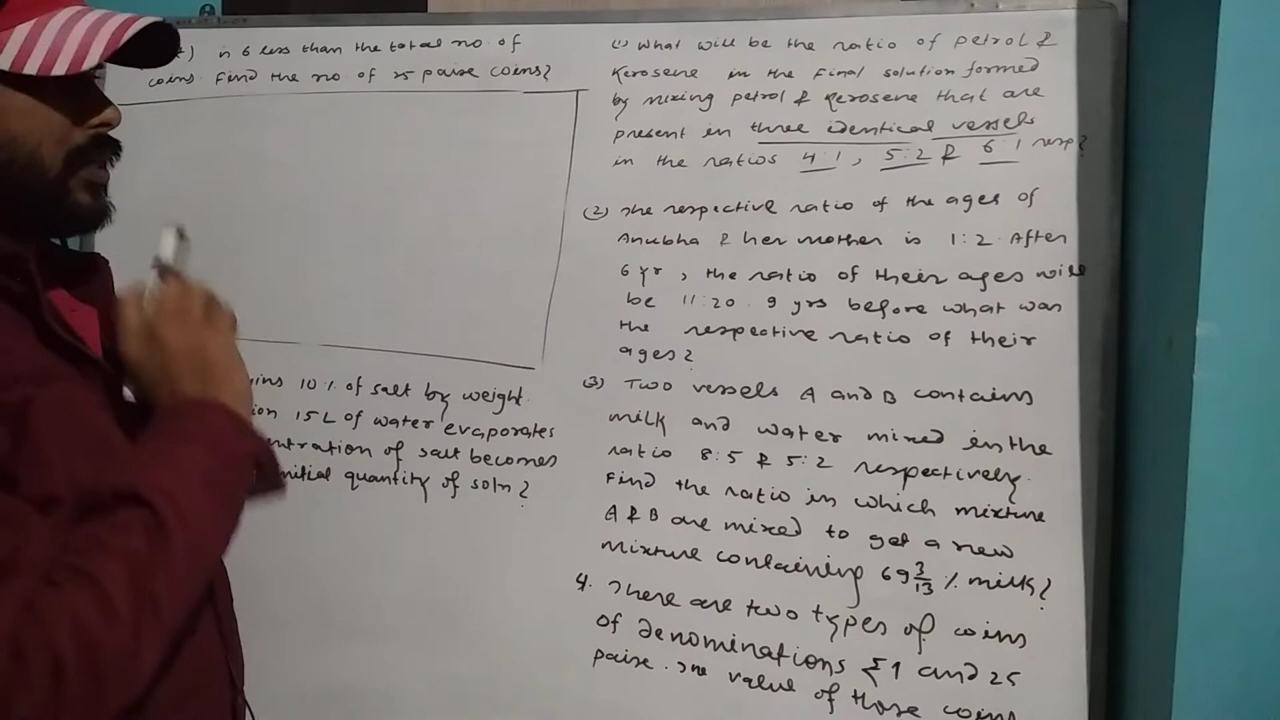 ) is 6 less than the total no of
coins. Find the no of 25 paise coins?
10% of salt by weight.
15L of water evaporates
of salt becomes
initial quantity of soln?
(1) What will be the ratio of petrol &
Kerosene in the final solution formed
by mixing petrol & kerosene that are
present in three identical vessels
in the ratios 4:1, 5:2 & 6:1 resp?
(2) The respective ratio of the ages of
Anubha & her mother is 1:2. After
6 yr, the ratio of their ages will
be 11:20. 9 yrs before what was
the respective ratio of their
ages?
(3) Two vessels A and B contains
milk and water mixed in the
ratio 8:5 & 5:2 respectively.
Find the ratio in which mixture
A & B are mixed to get a new
mixture containing 69 3/13 % milk?
4. There are two types of coins
of denominations ₹1 and 25
paise. The value of those coins